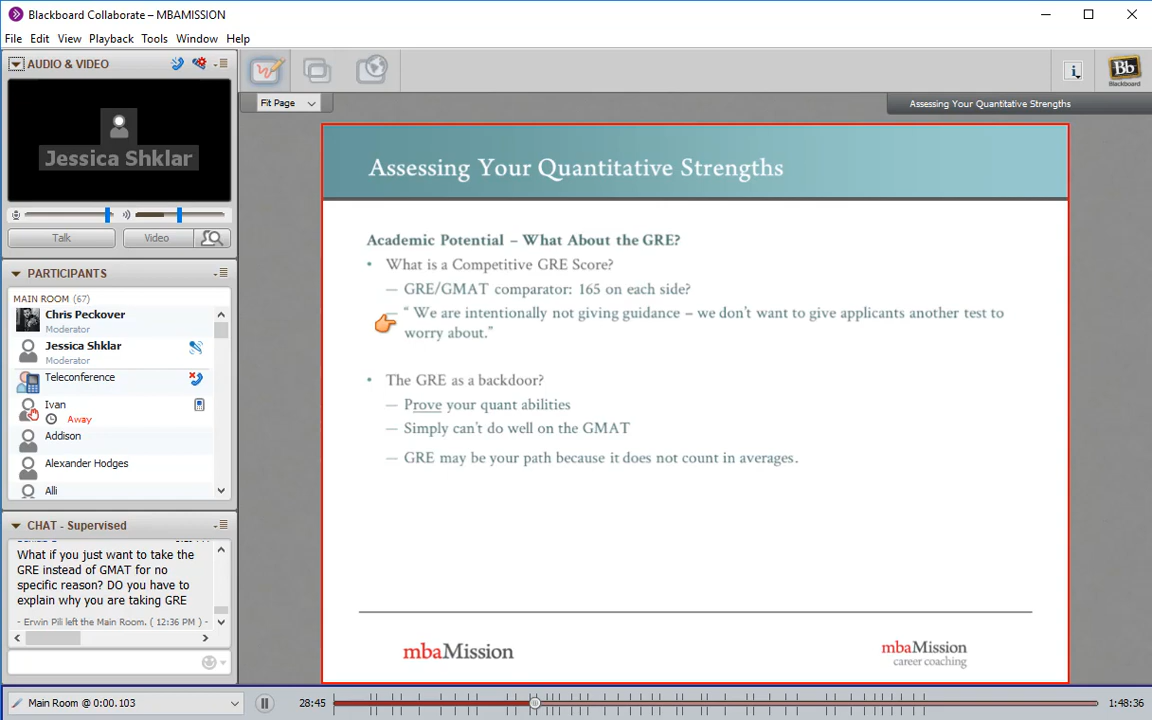 Blackboard Collaborate – MBAMISSION
File Edit View Playback Tools Window Help
AUDIO & VIDEO
Jessica Shklar
Talk Video
PARTICIPANTS
MAIN ROOM (67)
Chris Peckover
Moderator
Jessica Shklar
Moderator
Teleconference
Ivan
Away
Addison
Alexander Hodges
Alli
CHAT - Supervised
What if you just want to take the
GRE instead of GMAT for no
specific reason? DO you have to
explain why you are taking GRE
- Erwin Pili left the Main Room. ( 12:36 PM ) -
Main Room @ 0:00.103
Fit Page
Assessing Your Quantitative Strengths
Bb
Blackboard
Assessing Your Quantitative Strengths
Academic Potential – What About the GRE?
• What is a Competitive GRE Score?
— GRE/GMAT comparator: 165 on each side?
— “ We are intentionally not giving guidance – we don’t want to give applicants another test to
worry about.”
• The GRE as a backdoor?
— Prove your quant abilities
— Simply can’t do well on the GMAT
— GRE may be your path because it does not count in averages.
mbaMission
mbaMission
career coaching
28:45
1:48:36